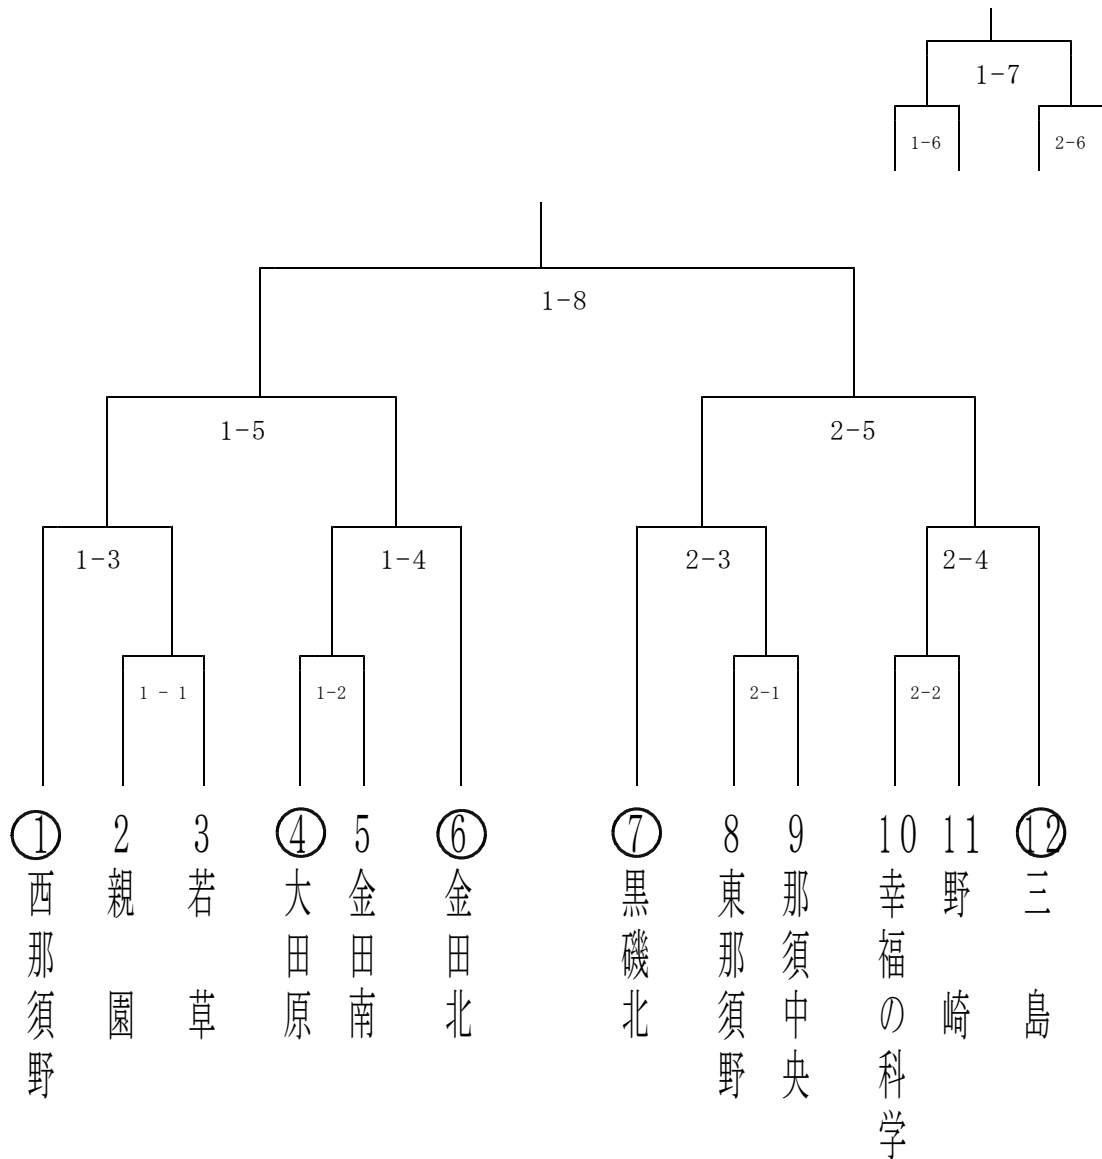 1-7
1-6
2-6
1-8
1-5
2-5
1-3
1-4
2-3
2-4
1 - 1
1-2
2-1
2-2
① 西那須野
2 親園
3 若草
④ 大田原
5 金田南
⑥ 金田北
⑦ 黒磯北
8 東那須野
9 那須中央
10 幸福の科学
11 野崎
⑫ 三島